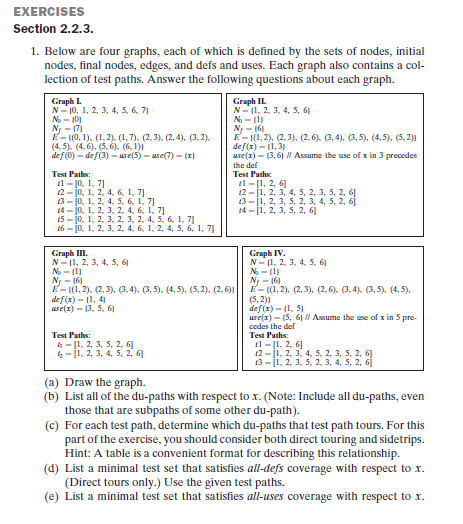 EXERCISES
Section 2.2.3.
1. Below are four graphs, each of which is defined by the sets of nodes, initial
nodes, final nodes, edges, and defs and uses. Each graph also contains a col-
lection of test paths. Answer the following questions about each graph.
Graph I.
N = {0, 1, 2, 3, 4, 5, 6, 7}
N₀ = {0}
Nf = {7}
E = {(0, 1), (1, 2), (1, 7), (2, 3), (2, 4), (3, 2),
(4, 5), (4, 6), (5, 6), (6, 1)}
def(0) = def(3) = use(5) = use(7) = {x}
Test Paths:
t1 = [0, 1, 7]
t2 = [0, 1, 2, 4, 6, 1, 7]
t3 = [0, 1, 2, 4, 5, 6, 1, 7]
t4 = [0, 1, 2, 3, 2, 4, 6, 1, 7]
t5 = [0, 1, 2, 3, 2, 3, 2, 4, 5, 6, 1, 7]
t6 = [0, 1, 2, 3, 2, 4, 6, 1, 2, 4, 5, 6, 1, 7]
Graph II.
N = {1, 2, 3, 4, 5, 6}
N₀ = {1}
Nf = {6}
E = {(1, 2), (2, 3), (2, 6), (3, 4), (3, 5), (4, 5), (5, 2)}
def(x) = {1, 3}
use(x) = {3, 6} // Assume the use of x in 3 precedes
the def
Test Paths:
t1 = [1, 2, 6]
t2 = [1, 2, 3, 4, 5, 2, 3, 5, 2, 6]
t3 = [1, 2, 3, 5, 2, 3, 4, 5, 2, 6]
t4 = [1, 2, 3, 5, 2, 6]
Graph III.
N = {1, 2, 3, 4, 5, 6}
N₀ = {1}
Nf = {6}
E = {(1, 2), (2, 3), (3, 4), (3, 5), (4, 5), (5, 2), (2, 6)}
def(x) = {1, 4}
use(x) = {3, 5, 6}
Test Paths:
t₁ = [1, 2, 3, 5, 2, 6]
t₂ = [1, 2, 3, 4, 5, 2, 6]
Graph IV.
N = {1, 2, 3, 4, 5, 6}
N₀ = {1}
Nf = {6}
E = {(1, 2), (2, 3), (2, 6), (3, 4), (3, 5), (4, 5),
(5, 2)}
def(x) = {1, 5}
use(x) = {5, 6} // Assume the use of x in 5 pre-
cedes the def
Test Paths:
t1 = [1, 2, 6]
t2 = [1, 2, 3, 4, 5, 2, 3, 5, 2, 6]
t3 = [1, 2, 3, 5, 2, 3, 4, 5, 2, 6]
(a) Draw the graph.
(b) List all of the du-paths with respect to x. (Note: Include all du-paths, even
those that are subpaths of some other du-path).
(c) For each test path, determine which du-paths that test path tours. For this
part of the exercise, you should consider both direct touring and sidetrips.
Hint: A table is a convenient format for describing this relationship.
(d) List a minimal test set that satisfies all-defs coverage with respect to x.
(Direct tours only.) Use the given test paths.
(e) List a minimal test set that satisfies all-uses coverage with respect to x.